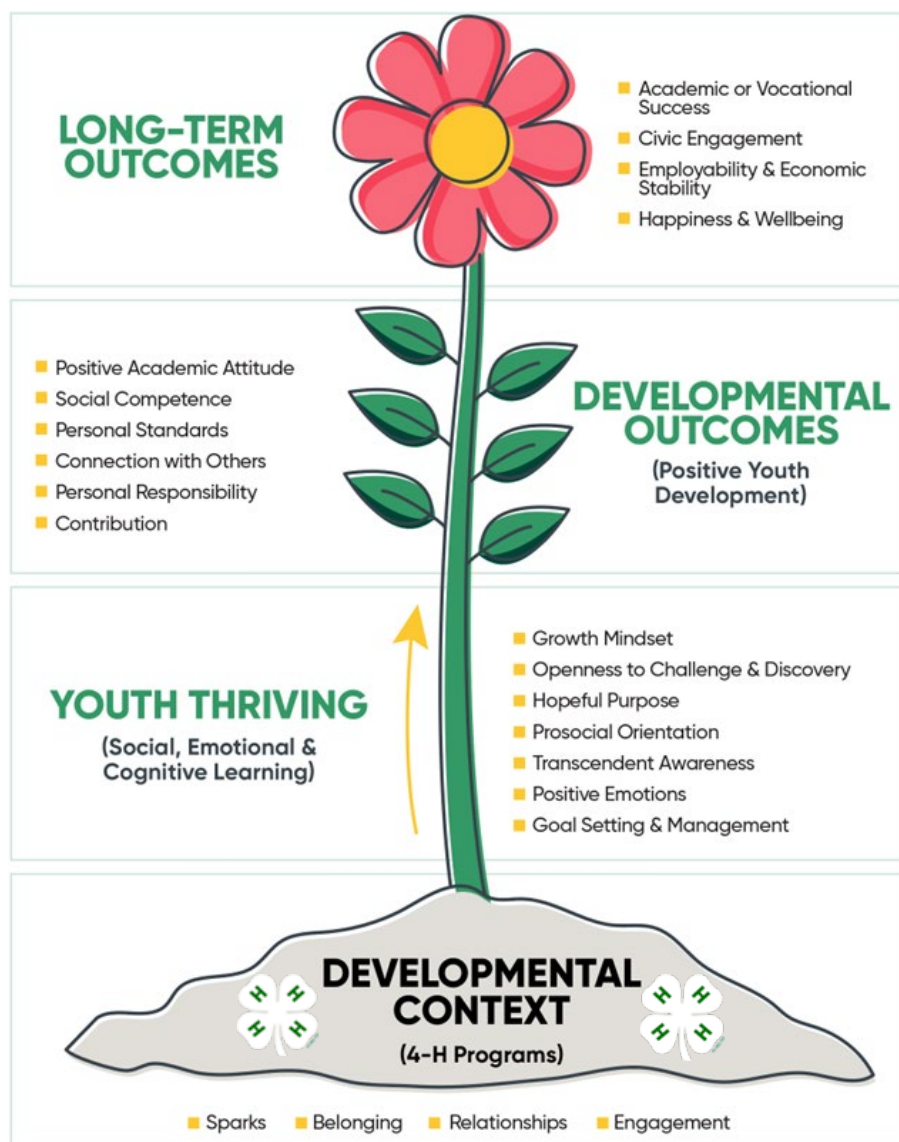 LONG-TERM
OUTCOMES
Academic or Vocational
Success
Civic Engagement
Employability & Economic
Stability
Happiness & Wellbeing
Positive Academic Attitude
Social Competence
Personal Standards
Connection with Others
Personal Responsibility
Contribution
DEVELOPMENTAL
OUTCOMES
(Positive Youth
Development)
YOUTH THRIVING
(Social, Emotional &
Cognitive Learning)
Growth Mindset
Openness to Challenge & Discovery
Hopeful Purpose
Prosocial Orientation
Transcendent Awareness
Positive Emotions
Goal Setting & Management
DEVELOPMENTAL
CONTEXT
(4-H Programs)
H H
H H
H H
H H
Sparks Belonging Relationships Engagement